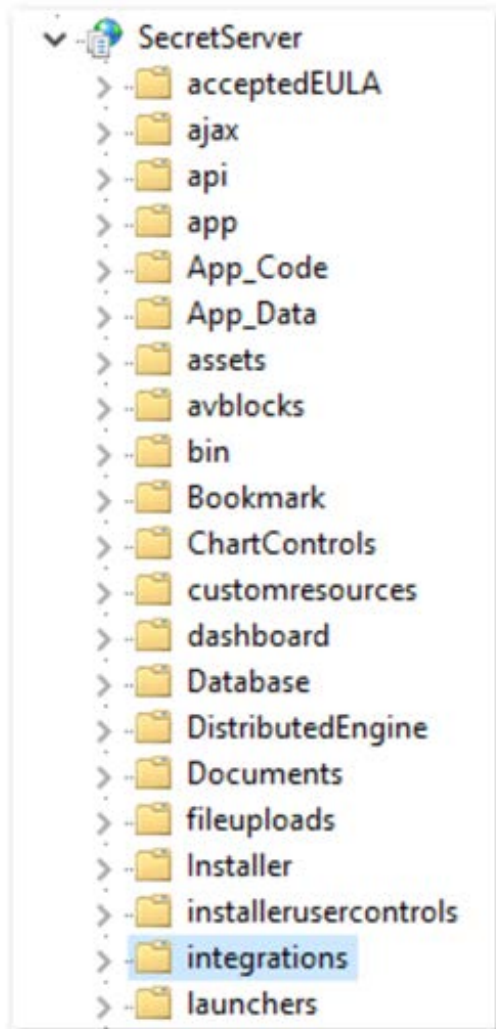 SecretServer
acceptedEULA
ajax
api
app
App_Code
App_Data
assets
avblocks
bin
Bookmark
ChartControls
customresources
dashboard
Database
DistributedEngine
Documents
fileuploads
Installer
installerusercontrols
integrations
launchers